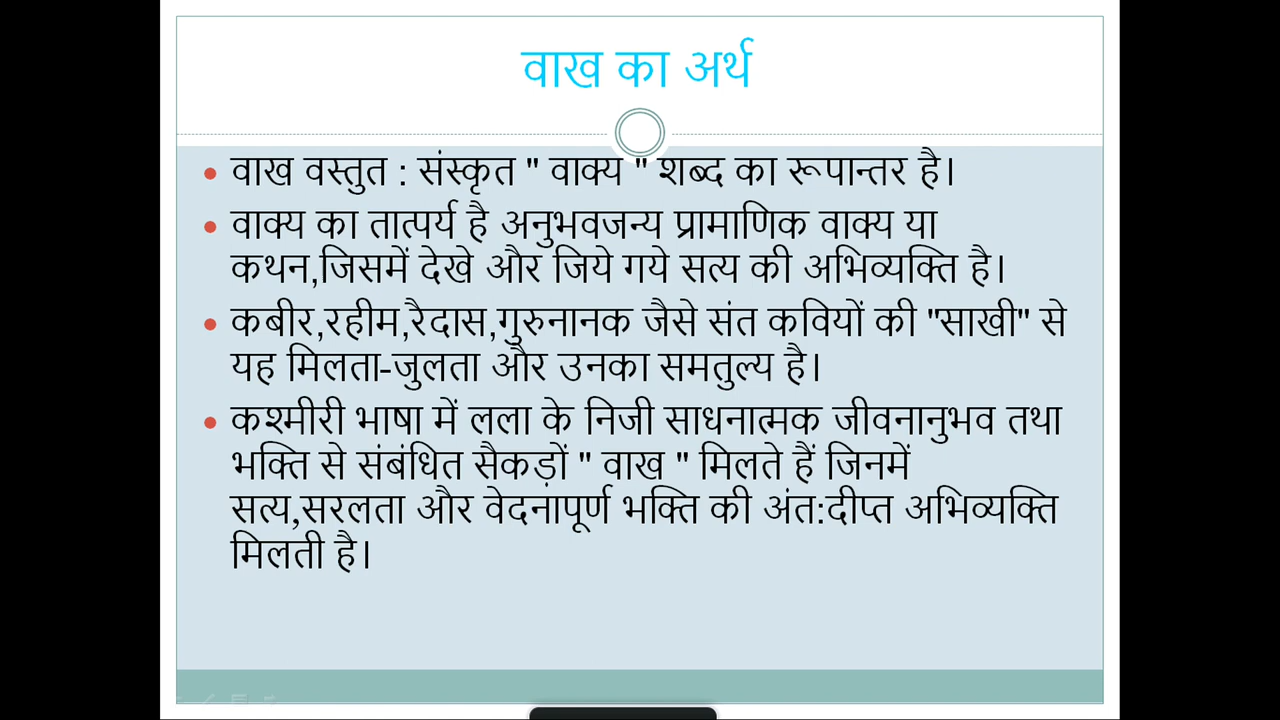 वाख का अर्थ
वाख वस्तुत : संस्कृत " वाक्य " शब्द का रूपान्तर है।
वाक्य का तात्पर्य है अनुभवजन्य प्रामाणिक वाक्य या
कथन,जिसमें देखे और जिये गये सत्य की अभिव्यक्ति है।
कबीर,रहीम,रैदास,गुरुनानक जैसे संत कवियों की "साखी" से
यह मिलता-जुलता और उनका समतुल्य है।
कश्मीरी भाषा में लला के निजी साधनात्मक जीवनानुभव तथा
भक्ति से संबंधित सैकड़ों " वाख " मिलते हैं जिनमें
सत्य,सरलता और वेदनापूर्ण भक्ति की अंत:दीप्त अभिव्यक्ति
मिलती है।